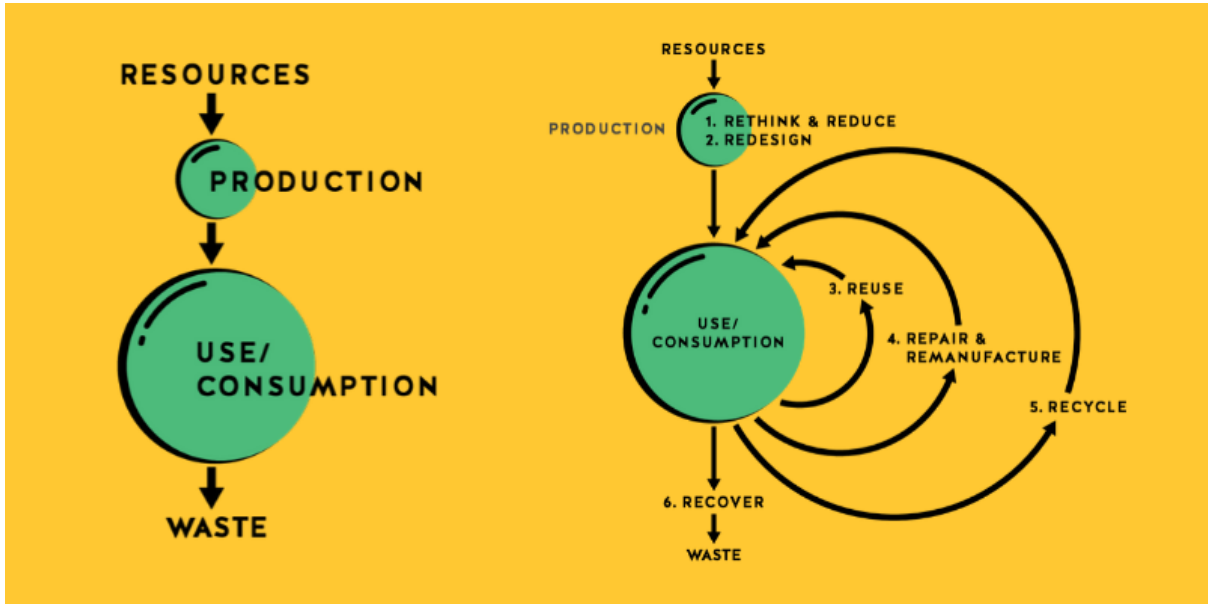 RESOURCES
PRODUCTION
USE/
CONSUMPTION
WASTE
RESOURCES
PRODUCTION
1. RETHINK & REDUCE
2. REDESIGN
3. REUSE
USE/
CONSUMPTION
4. REPAIR &
REMANUFACTURE
5. RECYCLE
6. RECOVER
WASTE